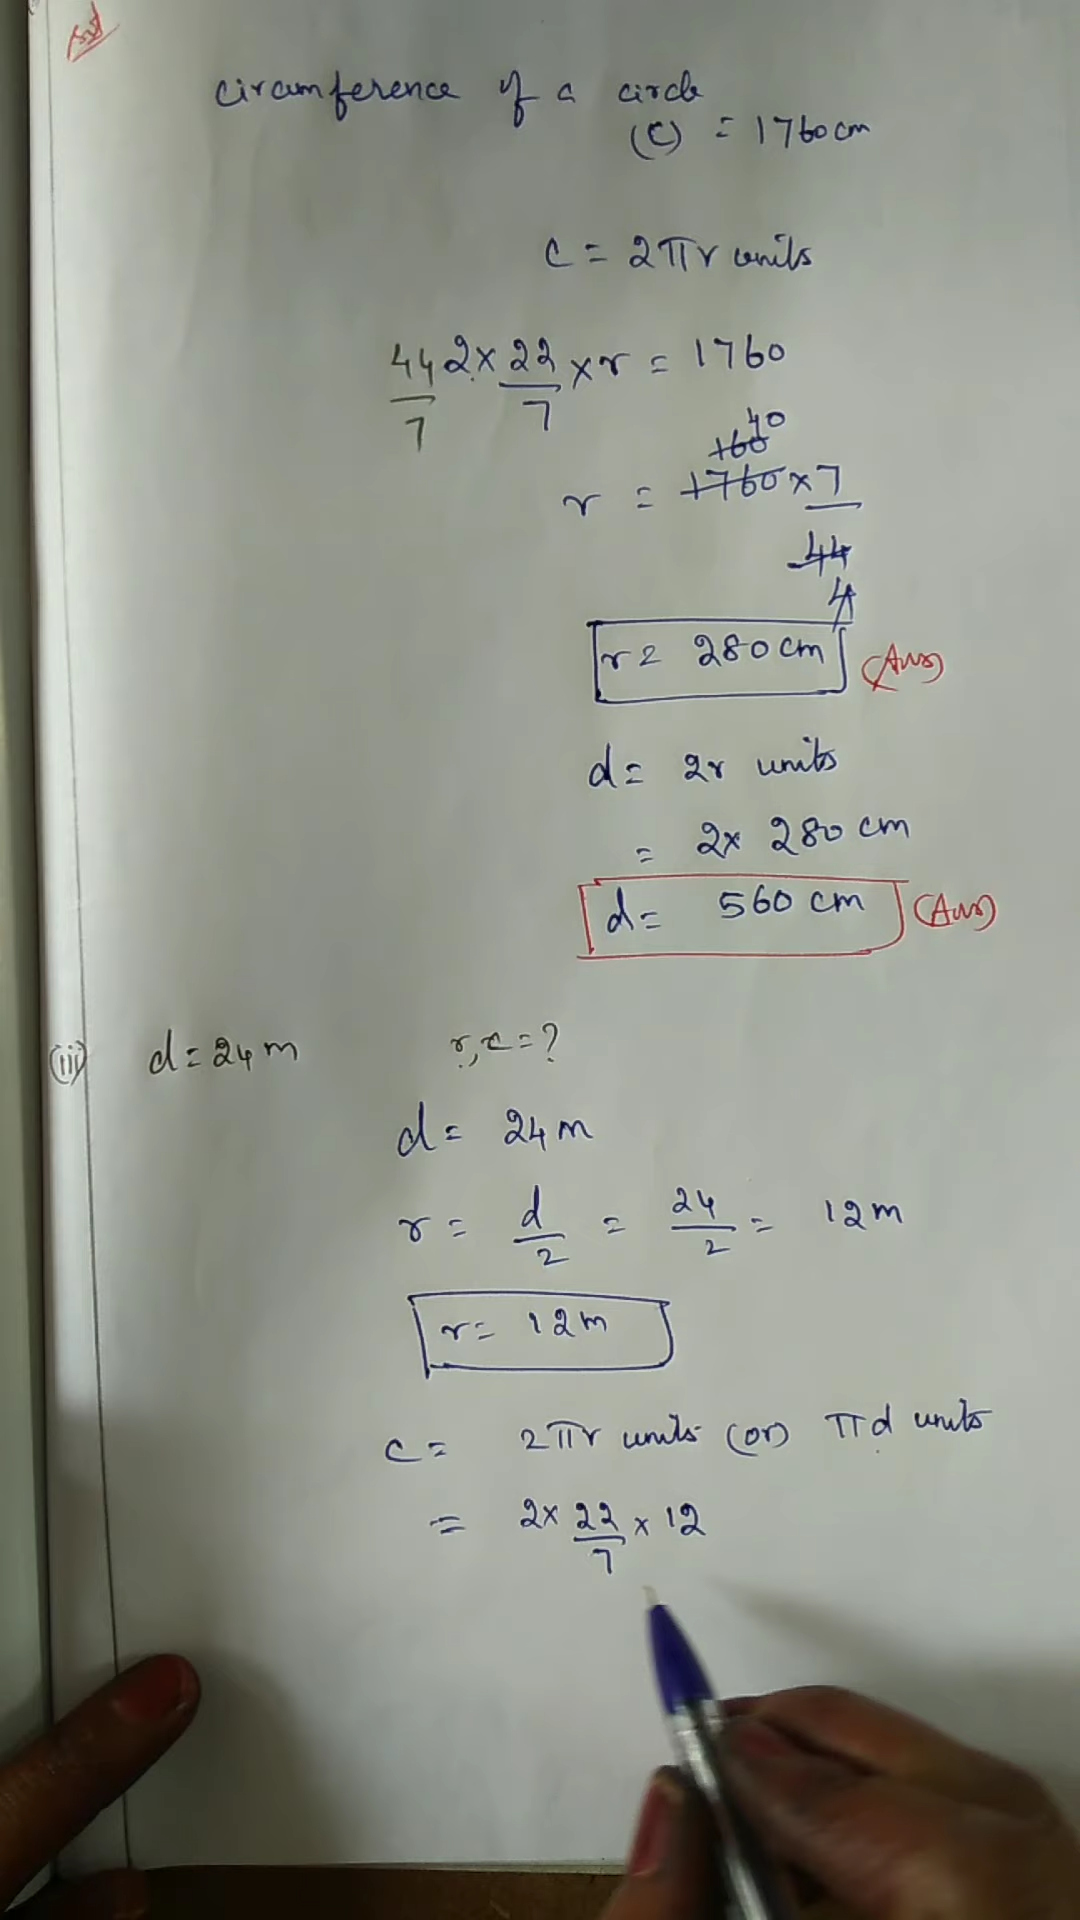 circumference of a circle
(C) = 1760 cm
C = 2πr units
44/7 2 × 22/7 × r = 1760
40
160
r = 1760 × 7
44
4
r = 280 cm (Ans)
d = 2r units
= 2 × 280 cm
d = 560 cm (Ans)
(iii) d = 24 m r, c = ?
d = 24 m
r = d/2 = 24/2 = 12 m
r = 12 m
C = 2πr units (or) πd units
= 2 × 22/7 × 12